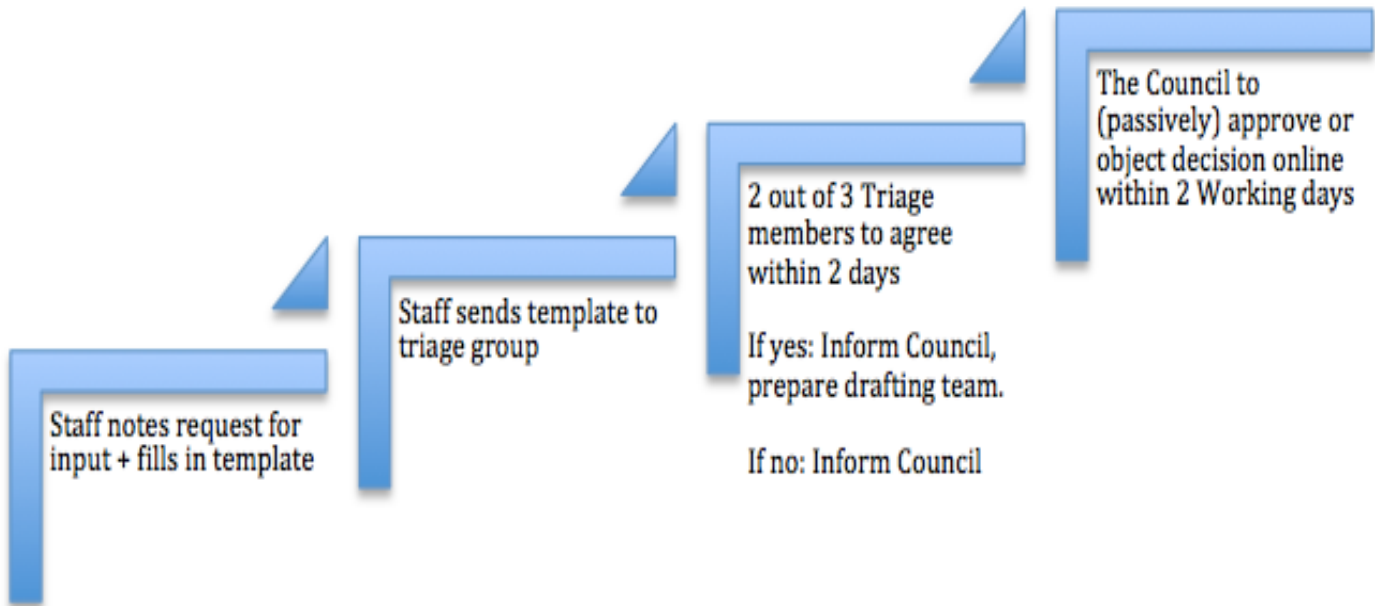 Staff notes request for
input + fills in template
Staff sends template to
triage group
2 out of 3 Triage
members to agree
within 2 days
If yes: Inform Council,
prepare drafting team.
If no: Inform Council
The Council to
(passively) approve or
object decision online
within 2 Working days